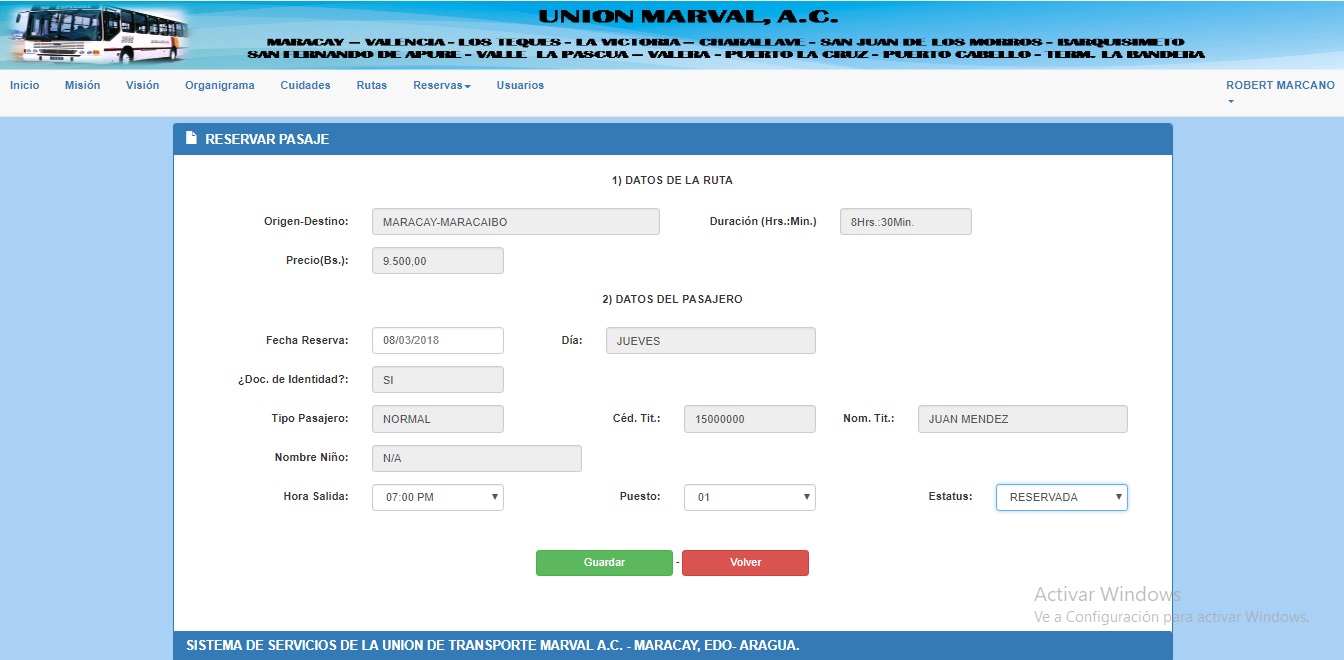 UNION MARVAL, A.C.
MARACAY – VALENCIA - LOS TEQUES - LA VICTORIA – CHARALLAVE - SAN JUAN DE LOS MORROS - BARQUISIMETO
SAN FERNANDO DE APURE - VALLE LA PASCUA – VALERA - PUERTO LA CRUZ - PUERTO CABELLO - TERM. LA BANDERA
Inicio Misión Visión Organigrama Cuidades Rutas Reservas Usuarios ROBERT MARCANO
RESERVAR PASAJE
1) DATOS DE LA RUTA
Origen-Destino: MARACAY-MARACAIBO Duración (Hrs.:Min.) 8Hrs.:30Min.
Precio(Bs.): 9.500,00
2) DATOS DEL PASAJERO
Fecha Reserva: 08/03/2018 Día: JUEVES
¿Doc. de Identidad?: SI
Tipo Pasajero: NORMAL Céd. Tit.: 15000000 Nom. Tit.: JUAN MENDEZ
Nombre Niño: N/A
Hora Salida: 07:00 PM Puesto: 01 Estatus: RESERVADA
Guardar - Volver
Activar Windows
Ve a Configuración para activar Windows.
SISTEMA DE SERVICIOS DE LA UNION DE TRANSPORTE MARVAL A.C. - MARACAY, EDO- ARAGUA.